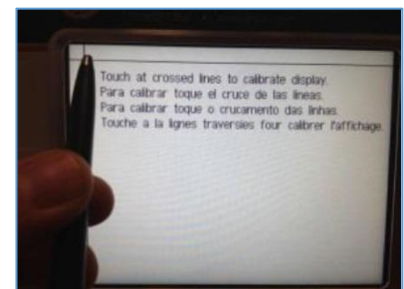 Touch at crossed lines to calibrate display.
Para calibrar toque el cruce de las lineas.
Para calibrar toque o crucamento das linhas.
Touche a la lignes traversies four calibrer l'affichage.